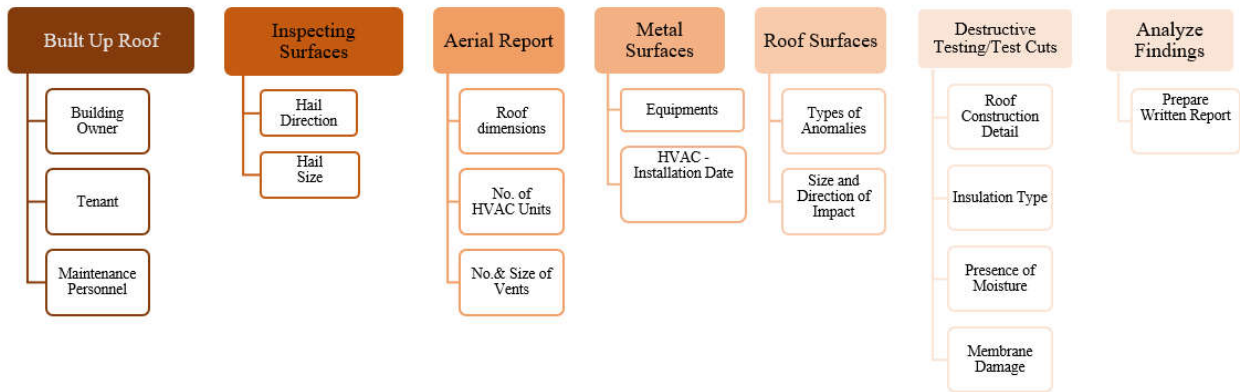 Built Up Roof
Building
Owner
Tenant
Maintenance
Personnel
Inspecting
Surfaces
Hail
Direction
Hail
Size
Aerial Report
Roof
dimensions
No. of
HVAC Units
No.& Size of
Vents
Metal
Surfaces
Equipments
HVAC -
Installation Date
Roof Surfaces
Types of
Anomalies
Size and
Direction of
Impact
Destructive
Testing/Test Cuts
Roof
Construction
Detail
Insulation Type
Presence of
Moisture
Membrane
Damage
Analyze
Findings
Prepare
Written Report